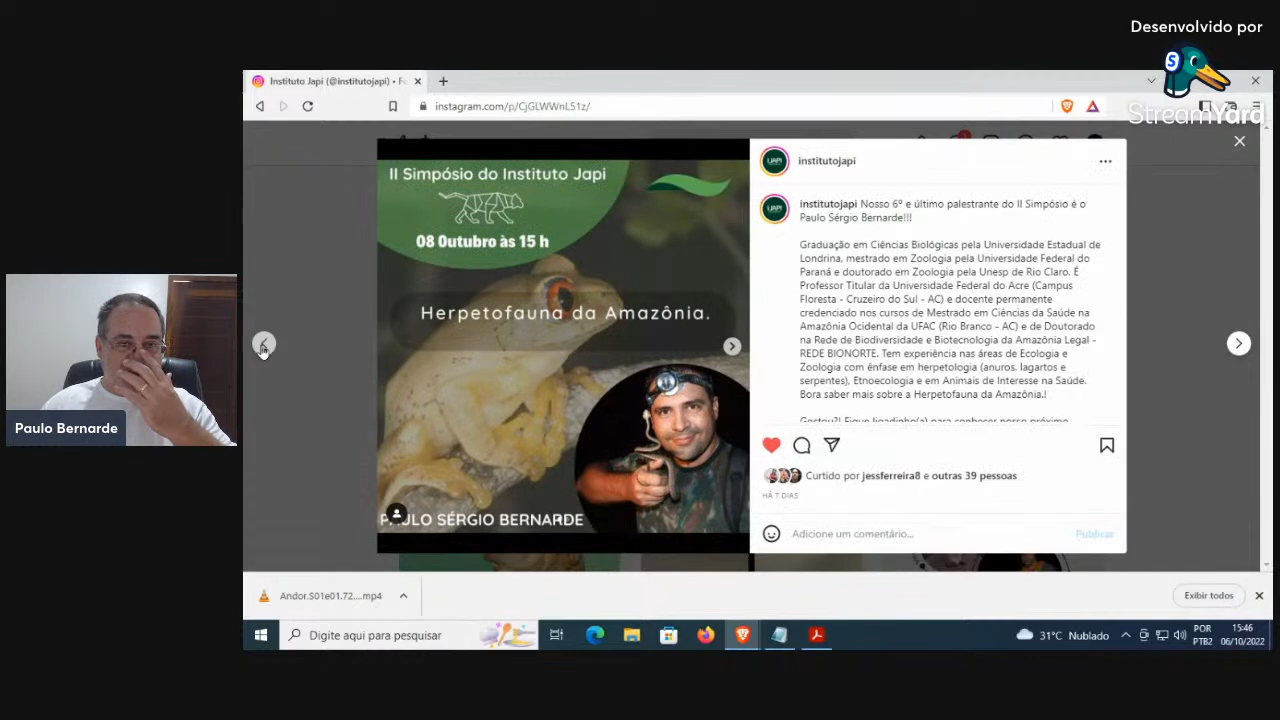 Desenvolvido por
StreamYard
Instituto Japi (@institutojapi) • Fo
instagram.com/p/CjGLWWnL51z/
II Simpósio do Instituto Japi
08 Outubro às 15 h
Herpetofauna da Amazônia.
PAULO SÉRGIO BERNARDE
institutojapi
institutojapi Nosso 6º e último palestrante do II Simpósio é o
Paulo Sérgio Bernarde!!!
Graduação em Ciências Biológicas pela Universidade Estadual de
Londrina, mestrado em Zoologia pela Universidade Federal do
Paraná e doutorado em Zoologia pela Unesp de Rio Claro. É
Professor Titular da Universidade Federal do Acre (Campus
Floresta - Cruzeiro do Sul - AC) e docente permanente
credenciado nos cursos de Mestrado em Ciências da Saúde na
Amazônia Ocidental da UFAC (Rio Branco - AC) e de Doutorado
na Rede de Biodiversidade e Biotecnologia da Amazônia Legal -
REDE BIONORTE. Tem experiência nas áreas de Ecologia e
Zoologia com ênfase em herpetologia (anuros, lagartos e
serpentes), Etnoecologia e em Animais de Interesse na Saúde.
Bora saber mais sobre a Herpetofauna da Amazônia.!
Gostou?! Fique ligadinho(a) para conhecer nosso próximo
Curtido por jessferreira8 e outras 39 pessoas
HÁ 7 DIAS
Adicione um comentário...
Publicar
Paulo Bernarde
Andor.S01e01.72....mp4
Exibir todos
Digite aqui para pesquisar
31°C Nublado
POR
PTB2
15:46
06/10/2022